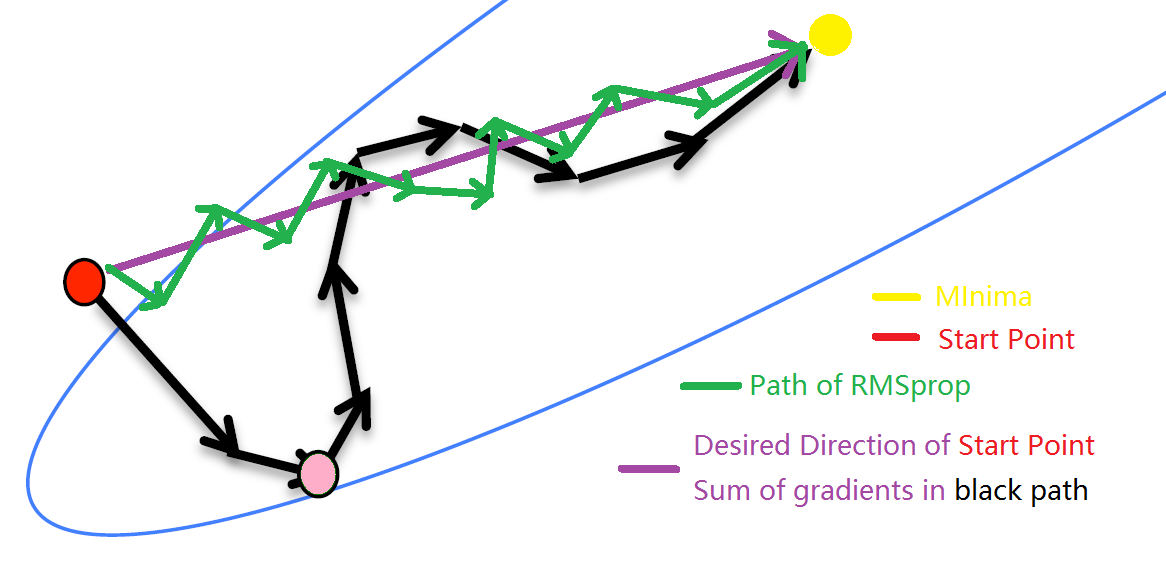 MInima
Start Point
Path of RMSprop
Desired Direction of Start Point
Sum of gradients in black path